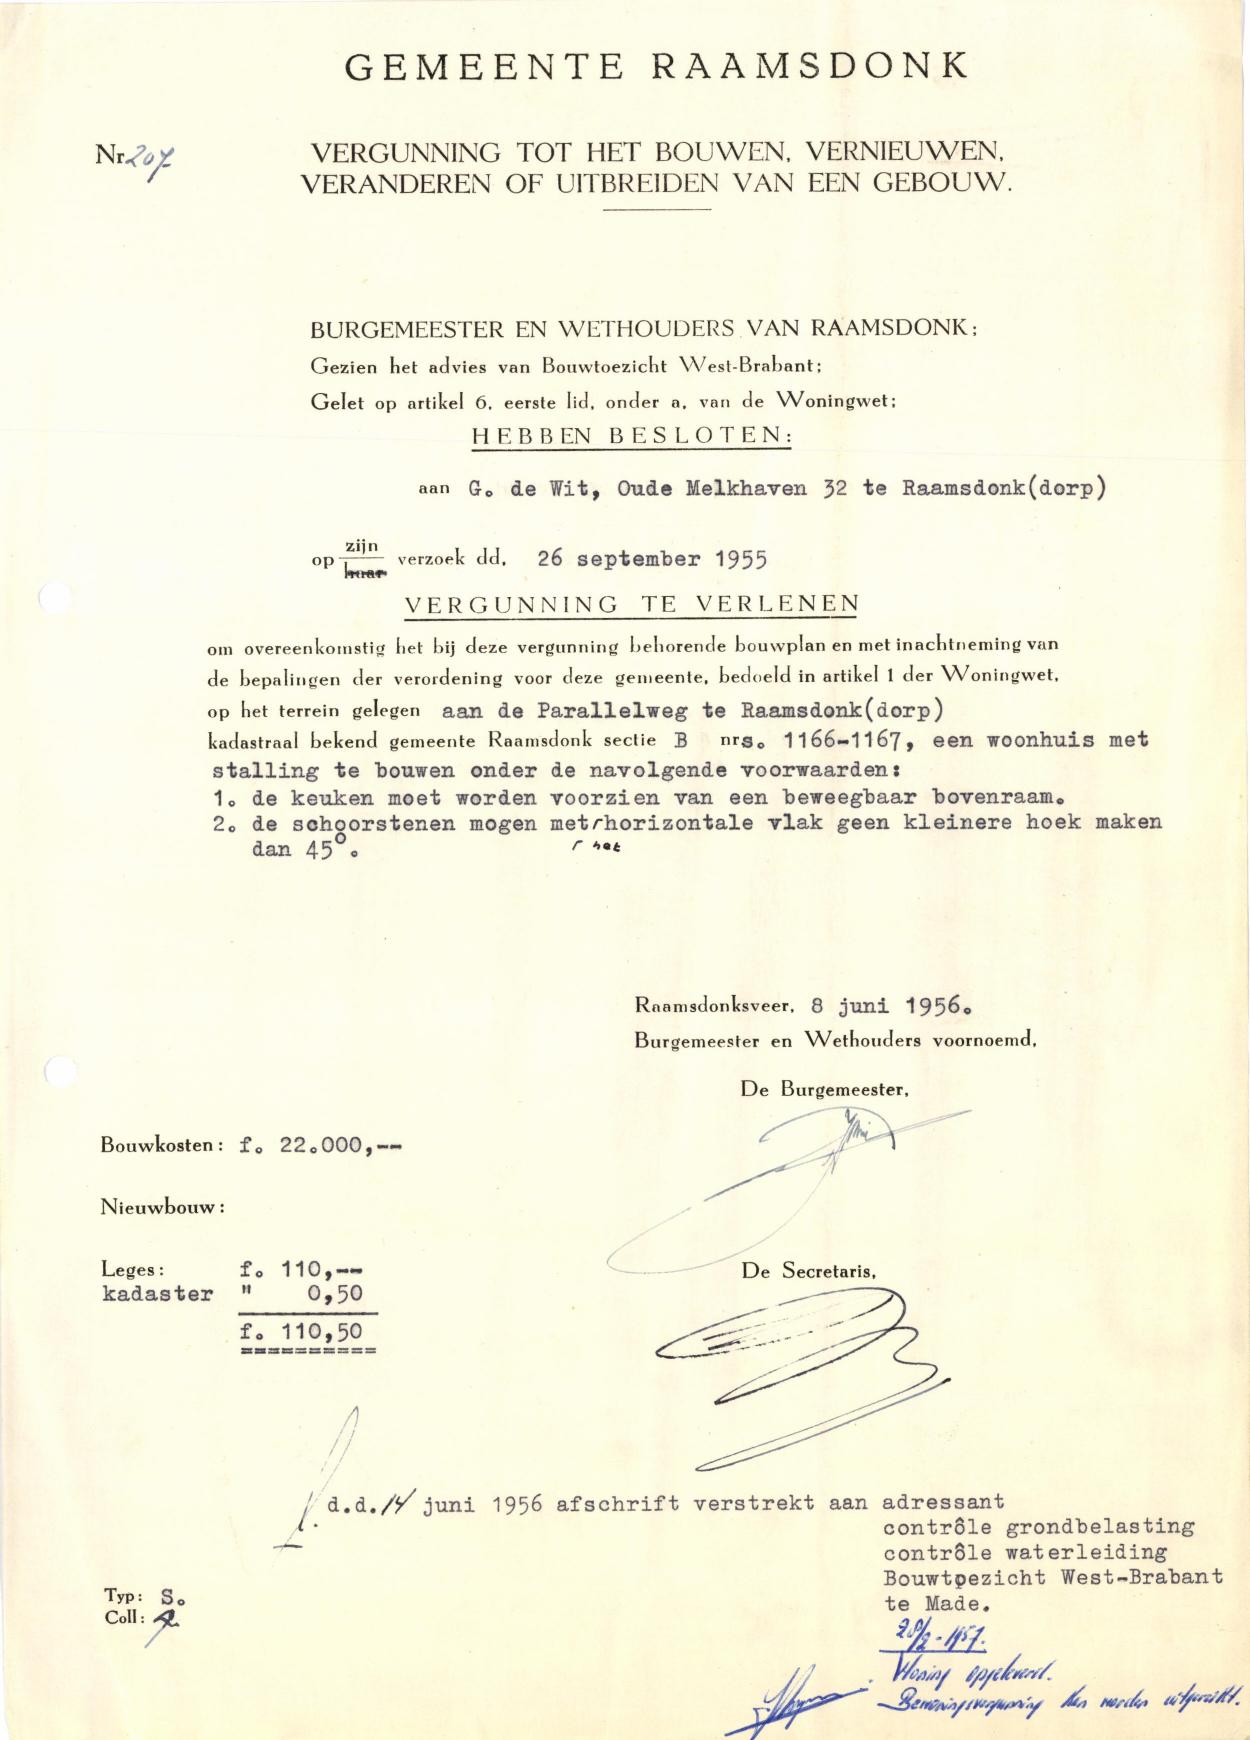 GEMEENTE RAAMSDONK
Nr. 207
VERGUNNING TOT HET BOUWEN, VERNIEUWEN,
VERANDEREN OF UITBREIDEN VAN EEN GEBOUW.
BURGEMEESTER EN WETHOUDERS VAN RAAMSDONK;
Gezien het advies van Bouwtoezicht West-Brabant;
Gelet op artikel 6, eerste lid, onder a, van de Woningwet;
HEBBEN BESLOTEN:
aan G. de Wit, Oude Melkhaven 32 te Raamsdonk(dorp)
op zijn haar verzoek dd. 26 september 1955
VERGUNNING TE VERLENEN
om overeenkomstig het bij deze vergunning behorende bouwplan en met inachtneming van
de bepalingen der verordening voor deze gemeente, bedoeld in artikel 1 der Woningwet,
op het terrein gelegen aan de Parallelweg te Raamsdonk(dorp)
kadastraal bekend gemeente Raamsdonk sectie B nrs. 1166-1167, een woonhuis met
stalling te bouwen onder de navolgende voorwaarden:
1. de keuken moet worden voorzien van een beweegbaar bovenraam.
2. de schoorstenen mogen met┌horizontale vlak geen kleinere hoek maken
dan 45°. ┌ het
Raamsdonksveer, 8 juni 1956.
Burgemeester en Wethouders voornoemd,
De Burgemeester,
Bouwkosten: f. 22.000,--
Nieuwbouw:
Leges: f. 110,--
De Secretaris,
kadaster " 0,50
f. 110,50
==========
d.d. 14 juni 1956 afschrift verstrekt aan adressant
contrôle grondbelasting
contrôle waterleiding
Bouwtoezicht West-Brabant
Typ: S.
te Made.
Coll:
28/2-1957.
Woning opgeleverd.
Bewoningsvergunning kan worden uitgereikt.